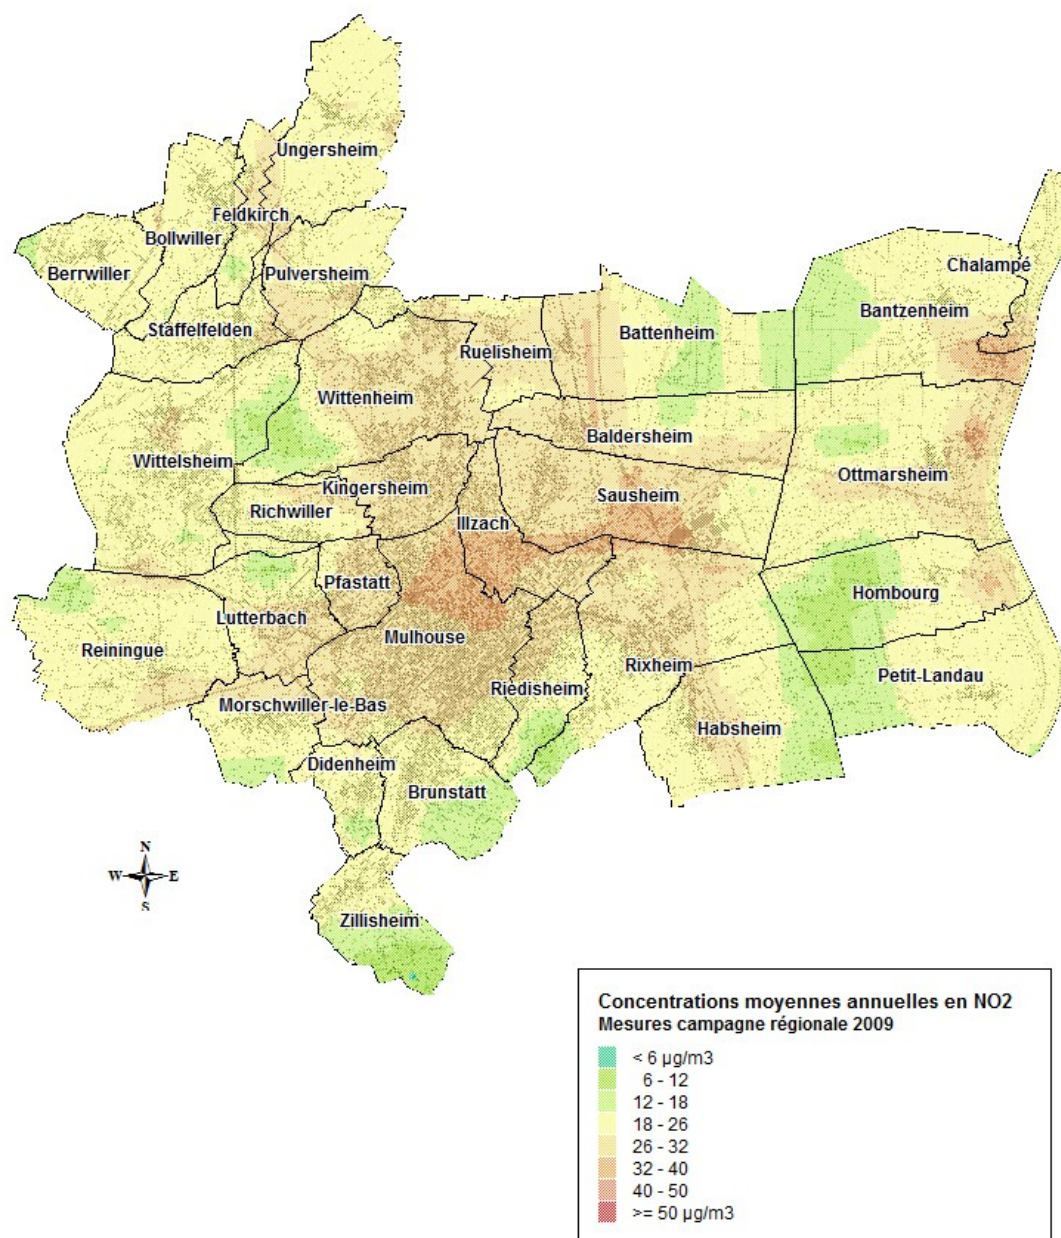 Ungersheim
Feldkirch
Bollwiller
Berrwiller
Pulversheim
Chalampé
Bantzenheim
Staffelfelden
Battenheim
Ruelisheim
Wittenheim
Baldersheim
Wittelsheim
Ottmarsheim
Kingersheim
Sausheim
Richwiller
Illzach
Pfastatt
Hombourg
Lutterbach
Mulhouse
Reiningue
Rixheim
Petit-Landau
Riedisheim
Morschwiller-le-Bas
Habsheim
Didenheim
Brunstatt
N
W E
S
Zillisheim
Concentrations moyennes annuelles en NO2
Mesures campagne régionale 2009
< 6 µg/m3
6 - 12
12 - 18
18 - 26
26 - 32
32 - 40
40 - 50
>= 50 µg/m3